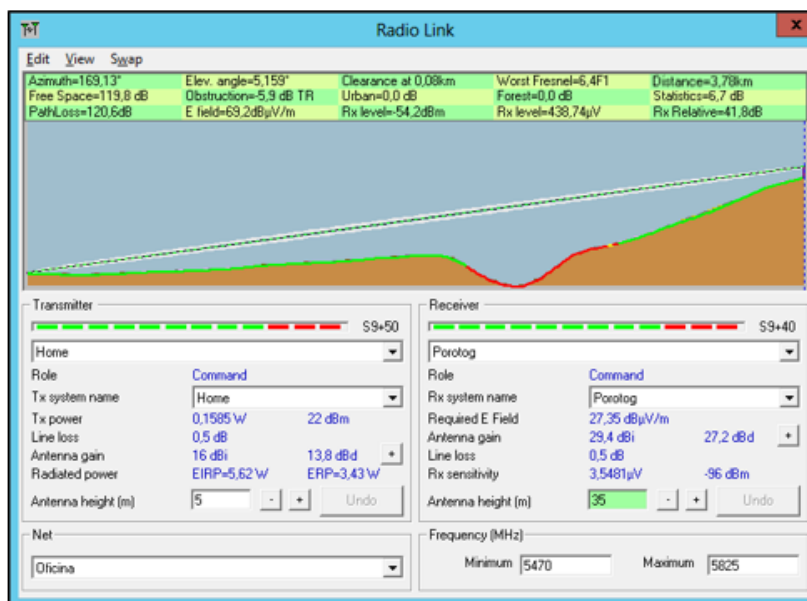 Radio Link
Edit View Swap
Azimuth=169,13° Elev. angle=5,159° Clearance at 0,08km Worst Fresnel=6,4F1 Distance=3,78km
Free Space=119,8 dB Obstruction=-5,9 dB TR Urban=0,0 dB Forest=0,0 dB Statistics=6,7 dB
PathLoss=120,6dB E field=69,2dBµV/m Rx level=-54,2dBm Rx level=438,74µV Rx Relative=41,8dB
Transmitter
S9+50
Home
Role Command
Tx system name Home
Tx power 0,1585 W 22 dBm
Line loss 0,5 dB
Antenna gain 16 dBi 13,8 dBd +
Radiated power EIRP=5,62 W ERP=3,43 W
Antenna height (m) 5 - + Undo
Net
Oficina
Receiver
S9+40
Porotog
Role Command
Rx system name Porotog
Required E Field 27,35 dBµV/m
Antenna gain 29,4 dBi 27,2 dBd +
Line loss 0,5 dB
Rx sensitivity 3,5481µV -96 dBm
Antenna height (m) 35 - + Undo
Frequency (MHz)
Minimum 5470 Maximum 5825